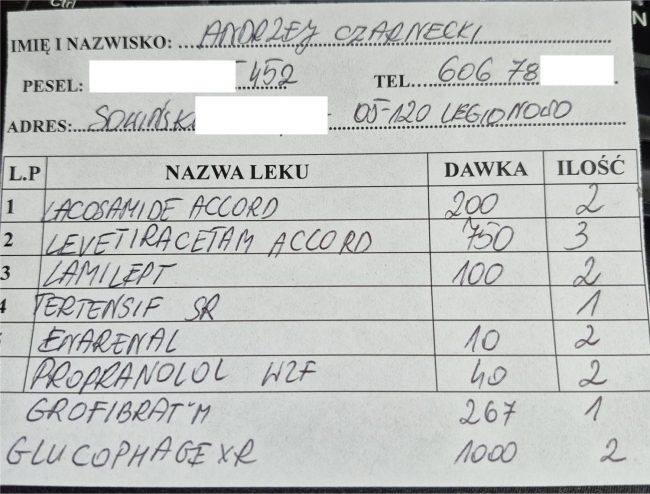 Ctrl
N
IMIĘ I NAZWISKO: ANDRZEJ CZARNECKI
PESEL: 452 TEL. 606 78
ADRES: SOWIŃSK - 05-120 LEGIONOWO
L.P NAZWA LEKU DAWKA ILOŚĆ
1 LACOSAMIDE ACCORD 200 2
2 LEVETIRACETAM ACCORD 750 3
3 LAMILEPT 100 2
4 TERTENSIF SR 1
ENARENAL 10 2
PROPRANOLOL WZF 40 2
GROFIBRAT M 267 1
GLUCOPHAGE XR 1000 2